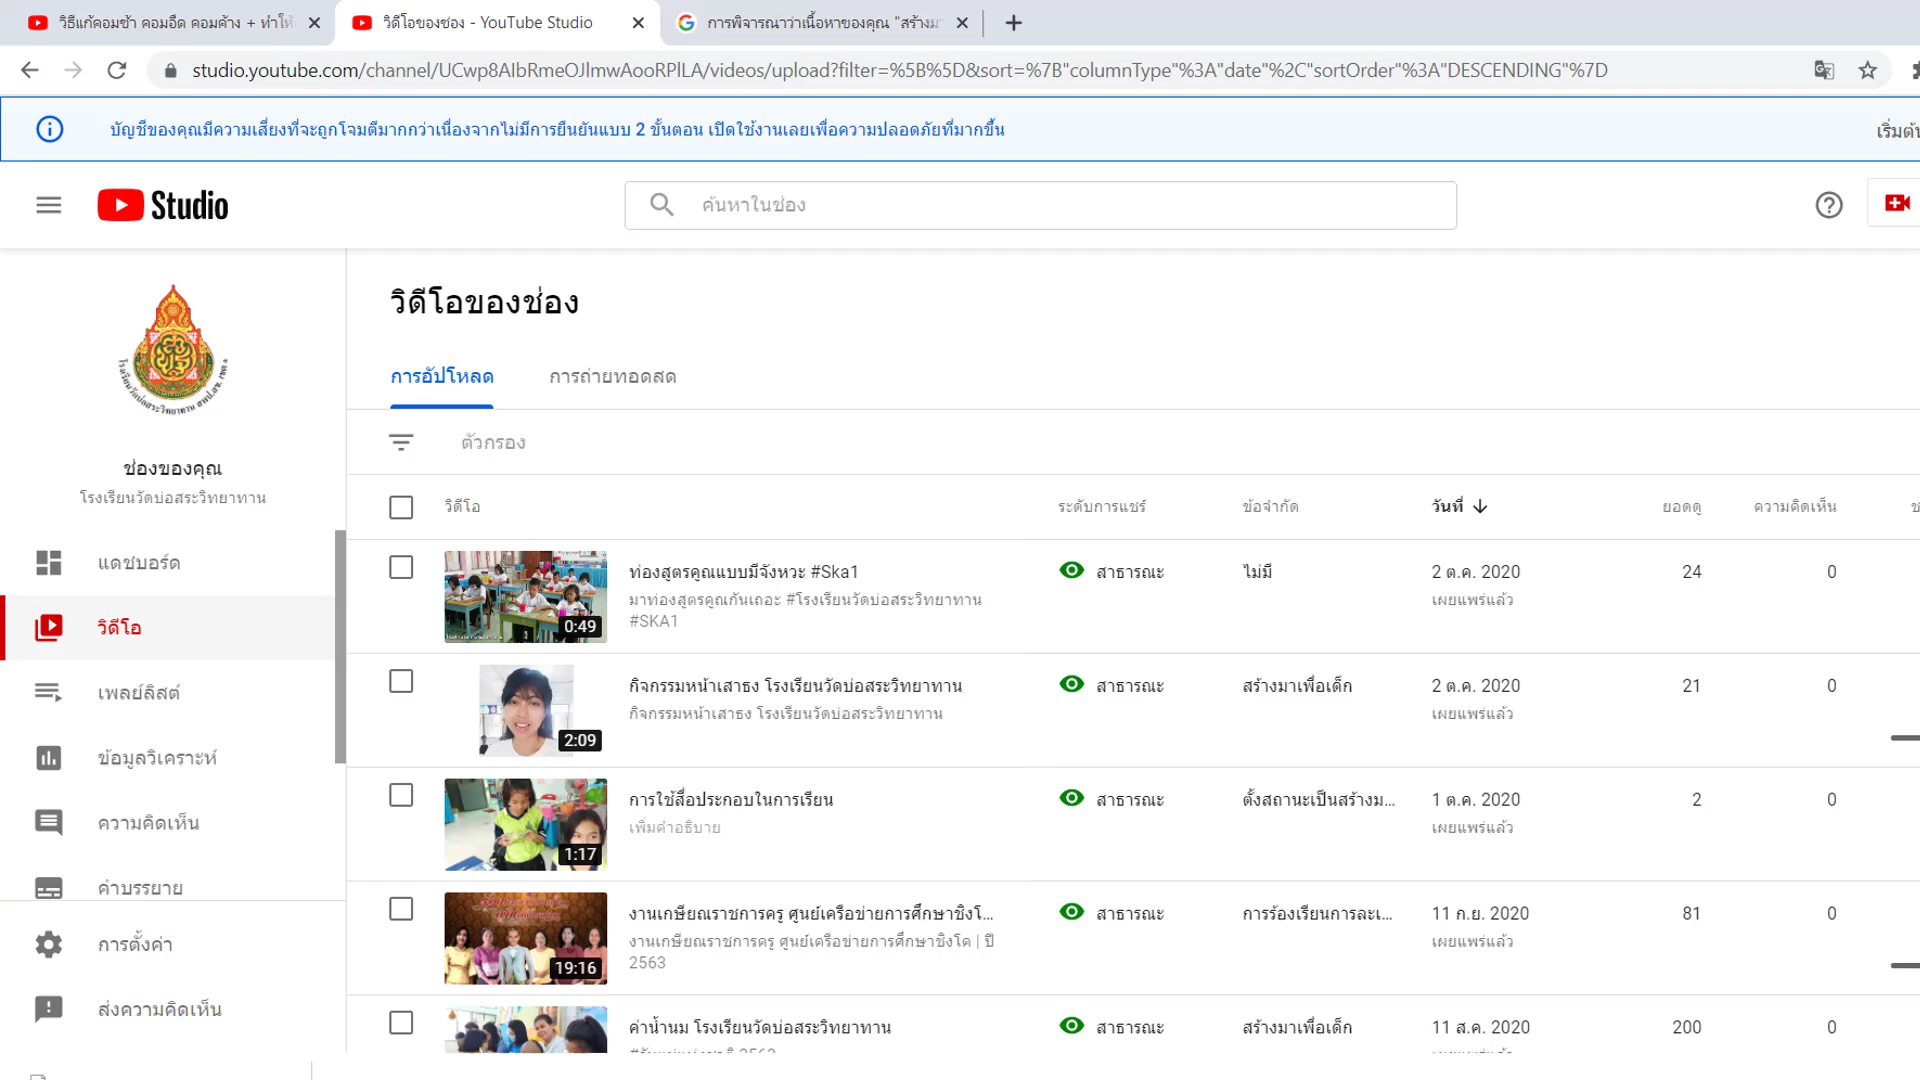 วิธีแก้คอมช้า คอมอืด คอมค้าง + ทำให้
วิดีโอของช่อง - YouTube Studio
การพิจารณาว่าเนื้อหาของคุณ "สร้างมา
studio.youtube.com/channel/UCwp8AIbRmeOJlmwAooRPlLA/videos/upload?filter=%5B%5D&sort=%7B"columnType"%3A"date"%2C"sortOrder"%3A"DESCENDING"%7D
บัญชีของคุณมีความเสี่ยงที่จะถูกโจมตีมากกว่าเนื่องจากไม่มีการยืนยันแบบ 2 ขั้นตอน เปิดใช้งานเลยเพื่อความปลอดภัยที่มากขึ้น
เริ่มต้น
Studio
ค้นหาในช่อง
วิดีโอของช่อง
การอัปโหลด
การถ่ายทอดสด
ตัวกรอง
ช่องของคุณ
โรงเรียนวัดบ่อสระวิทยาทาน
แดชบอร์ด
วิดีโอ
เพลย์ลิสต์
ข้อมูลวิเคราะห์
ความคิดเห็น
คำบรรยาย
การตั้งค่า
ส่งความคิดเห็น
วิดีโอ ระดับการแชร์ ข้อจำกัด วันที่ ยอดดู ความคิดเห็น
0:49
ท่องสูตรคูณแบบมีจังหวะ #Ska1 สาธารณะ ไม่มี 2 ต.ค. 2020 24 0
มาท่องสูตรคูณกันเถอะ #โรงเรียนวัดบ่อสระวิทยาทาน เผยแพร่แล้ว
#SKA1
2:09
กิจกรรมหน้าเสาธง โรงเรียนวัดบ่อสระวิทยาทาน สาธารณะ สร้างมาเพื่อเด็ก 2 ต.ค. 2020 21 0
กิจกรรมหน้าเสาธง โรงเรียนวัดบ่อสระวิทยาทาน เผยแพร่แล้ว
1:17
การใช้สื่อประกอบในการเรียน สาธารณะ ตั้งสถานะเป็นสร้างม... 1 ต.ค. 2020 2 0
เพิ่มคำอธิบาย เผยแพร่แล้ว
19:16
งานเกษียณราชการครู ศูนย์เครือข่ายการศึกษาชิงโ... สาธารณะ การร้องเรียนการละเ... 11 ก.ย. 2020 81 0
งานเกษียณราชการครู ศูนย์เครือข่ายการศึกษาชิงโค | ปี เผยแพร่แล้ว
2563
ค่าน้ำนม โรงเรียนวัดบ่อสระวิทยาทาน สาธารณะ สร้างมาเพื่อเด็ก 11 ส.ค. 2020 200 0